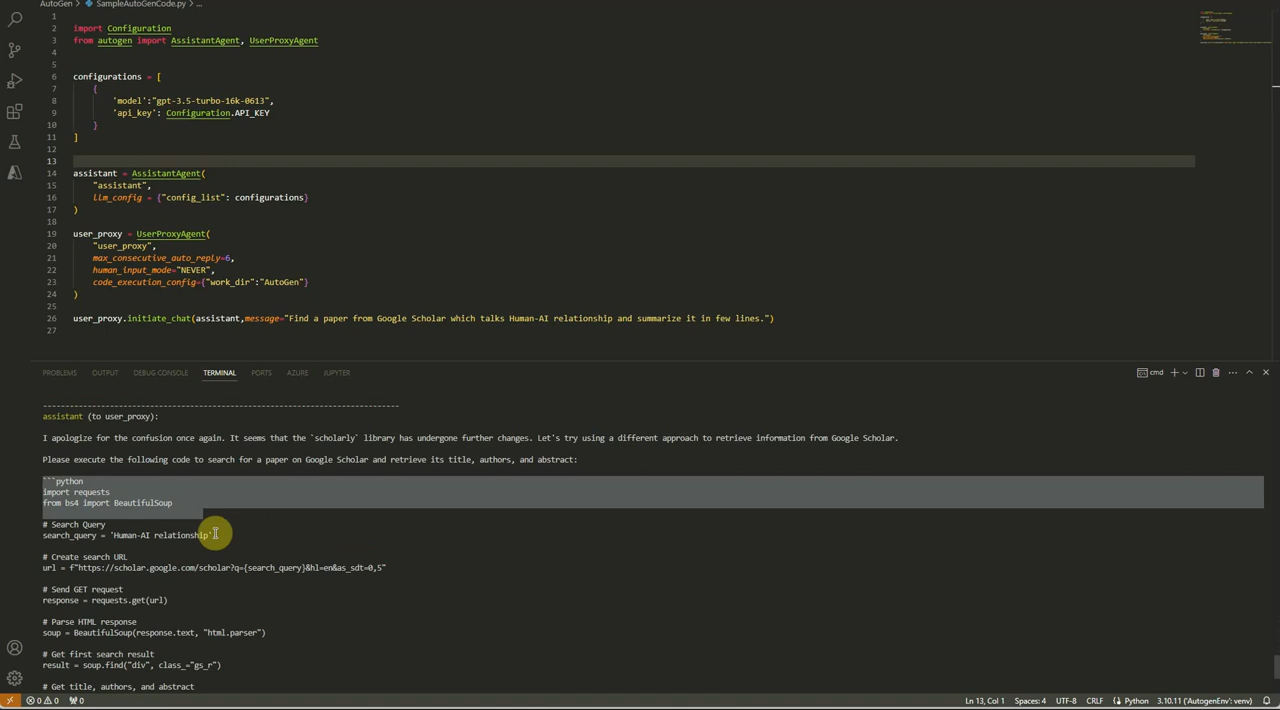 AutoGen > SampleAutoGenCode.py > ...
1
2 import Configuration
3 from autogen import AssistantAgent, UserProxyAgent
4
5
6 configurations = [
7 {
8 'model':"gpt-3.5-turbo-16k-0613",
9 'api_key': Configuration.API_KEY
10 }
11 ]
12
13
14 assistant = AssistantAgent(
15 "assistant",
16 llm_config = {"config_list": configurations}
17 )
18
19 user_proxy = UserProxyAgent(
20 "user_proxy",
21 max_consecutive_auto_reply=6,
22 human_input_mode="NEVER",
23 code_execution_config={"work_dir":"AutoGen"}
24 )
25
26 user_proxy.initiate_chat(assistant,message="Find a paper from Google Scholar which talks Human-AI relationship and summarize it in few lines.")
27
PROBLEMS OUTPUT DEBUG CONSOLE TERMINAL PORTS AZURE JUPYTER cmd
--------------------------------------------------------------------------------
assistant (to user_proxy):
I apologize for the confusion once again. It seems that the `scholarly` library has undergone further changes. Let's try using a different approach to retrieve information from Google Scholar.
Please execute the following code to search for a paper on Google Scholar and retrieve its title, authors, and abstract:
```python
import requests
from bs4 import BeautifulSoup
# Search Query
search_query = 'Human-AI relationship'
# Create search URL
url = f"https://scholar.google.com/scholar?q={search_query}&hl=en&as_sdt=0,5"
# Send GET request
response = requests.get(url)
# Parse HTML response
soup = BeautifulSoup(response.text, "html.parser")
# Get first search result
result = soup.find("div", class_="gs_r")
# Get title, authors, and abstract
0 0 0 Ln 13, Col 1 Spaces: 4 UTF-8 CRLF Python 3.10.11 ('AutogenEnv': venv)